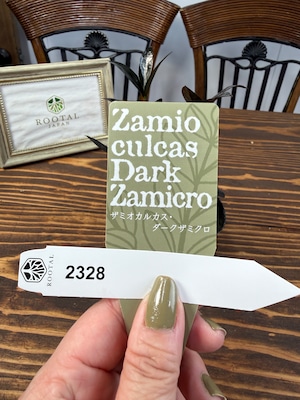 ROOTAL
JAPAN
Zamio
culcas
Dark
Zamicro
ザミオカルカス・
ダークザミクロ
ROOTAL
2328